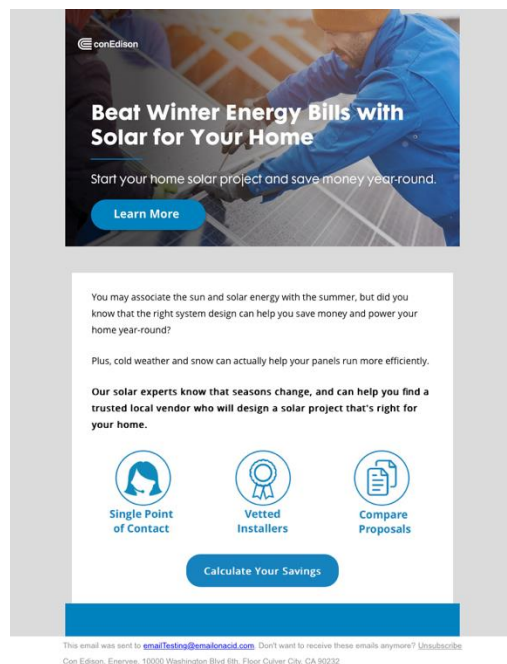 conEdison
Beat Winter Energy Bills with
Solar for Your Home
Start your home solar project and save money year-round.
Learn More
You may associate the sun and solar energy with the summer, but did you
know that the right system design can help you save money and power your
home year-round?
Plus, cold weather and snow can actually help your panels run more efficiently.
Our solar experts know that seasons change, and can help you find a
trusted local vendor who will design a solar project that's right for
your home.
Single Point
of Contact
Vetted
Installers
Compare
Proposals
Calculate Your Savings
This email was sent to emailTesting@emailonacid.com. Don't want to receive these emails anymore? Unsubscribe
Con Edison, Enervee, 10000 Washington Blvd 6th, Floor Culver City, CA 90232